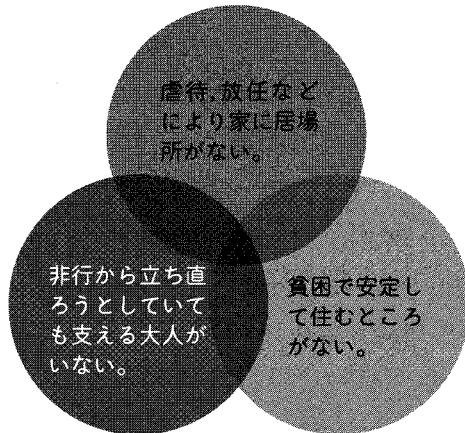 虐待,放任など
により家に居場
所がない。
非行から立ち直
ろうとしていて
も支える大人が
いない。
貧困で安定し
て住むところ
がない。